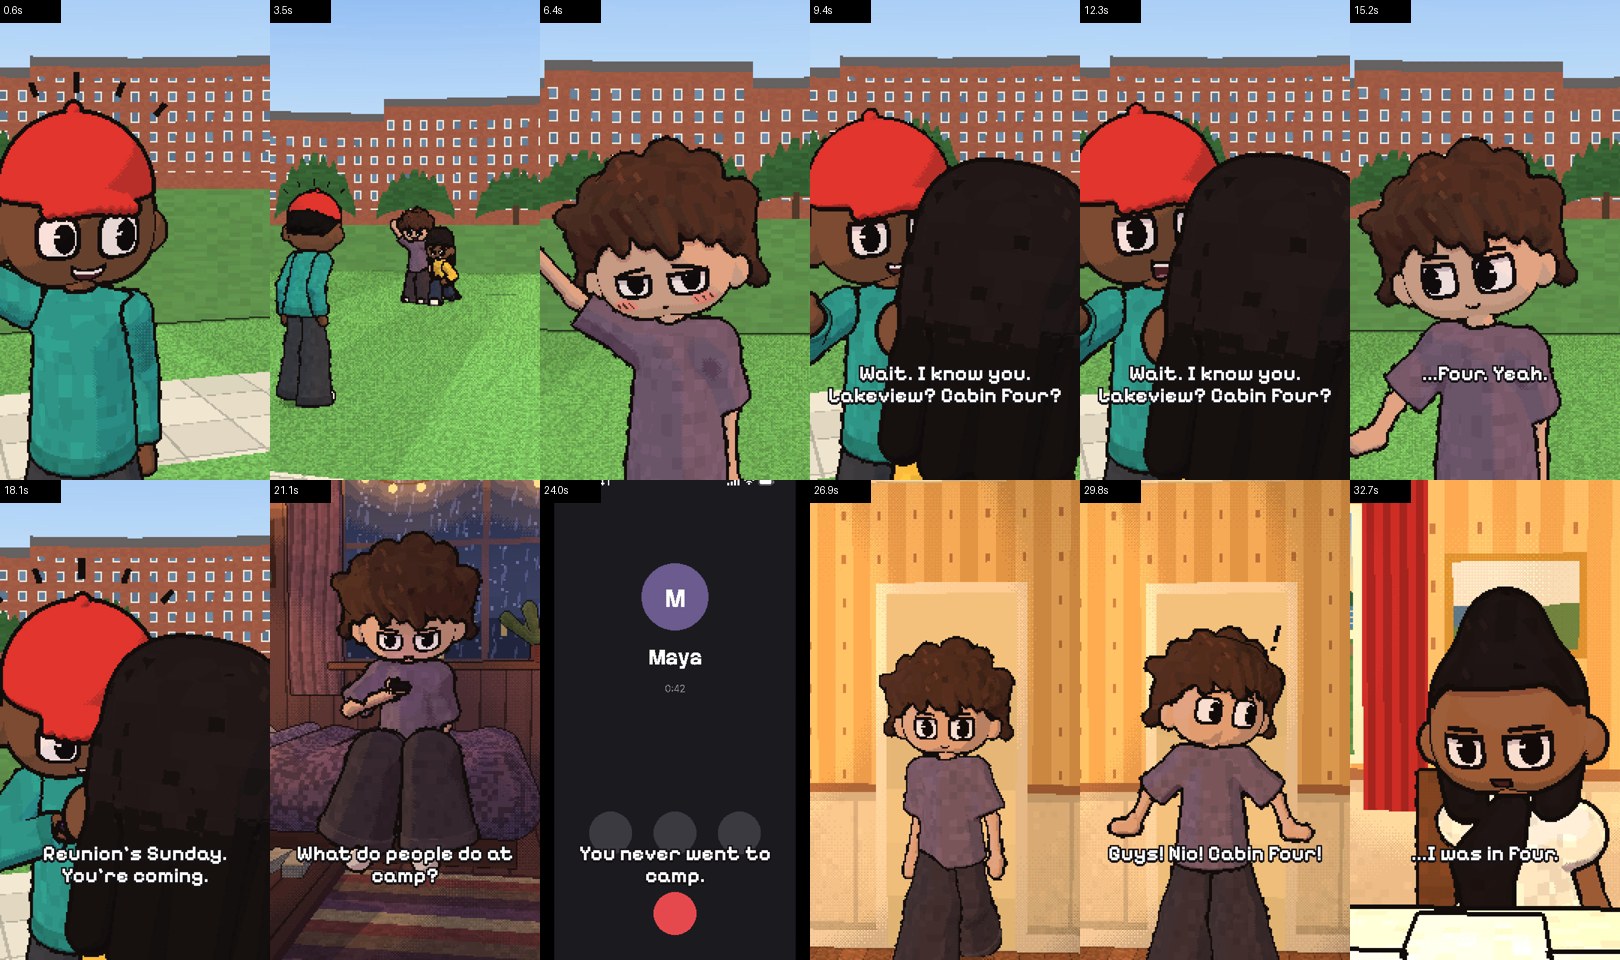 0.6s
3.5s
6.4s
9.4s
12.3s
15.2s
Wait. I know you.
Lakeview? Cabin Four?
Wait. I know you.
Lakeview? Cabin Four?
...Four. Yeah.
18.1s
21.1s
24.0s
26.9s
29.8s
32.7s
M
Maya
0:42
!
Reunion's Sunday.
You're coming.
What do people do at
camp?
You never went to
camp.
Guys! Nio! Cabin Four!
...I was in Four.